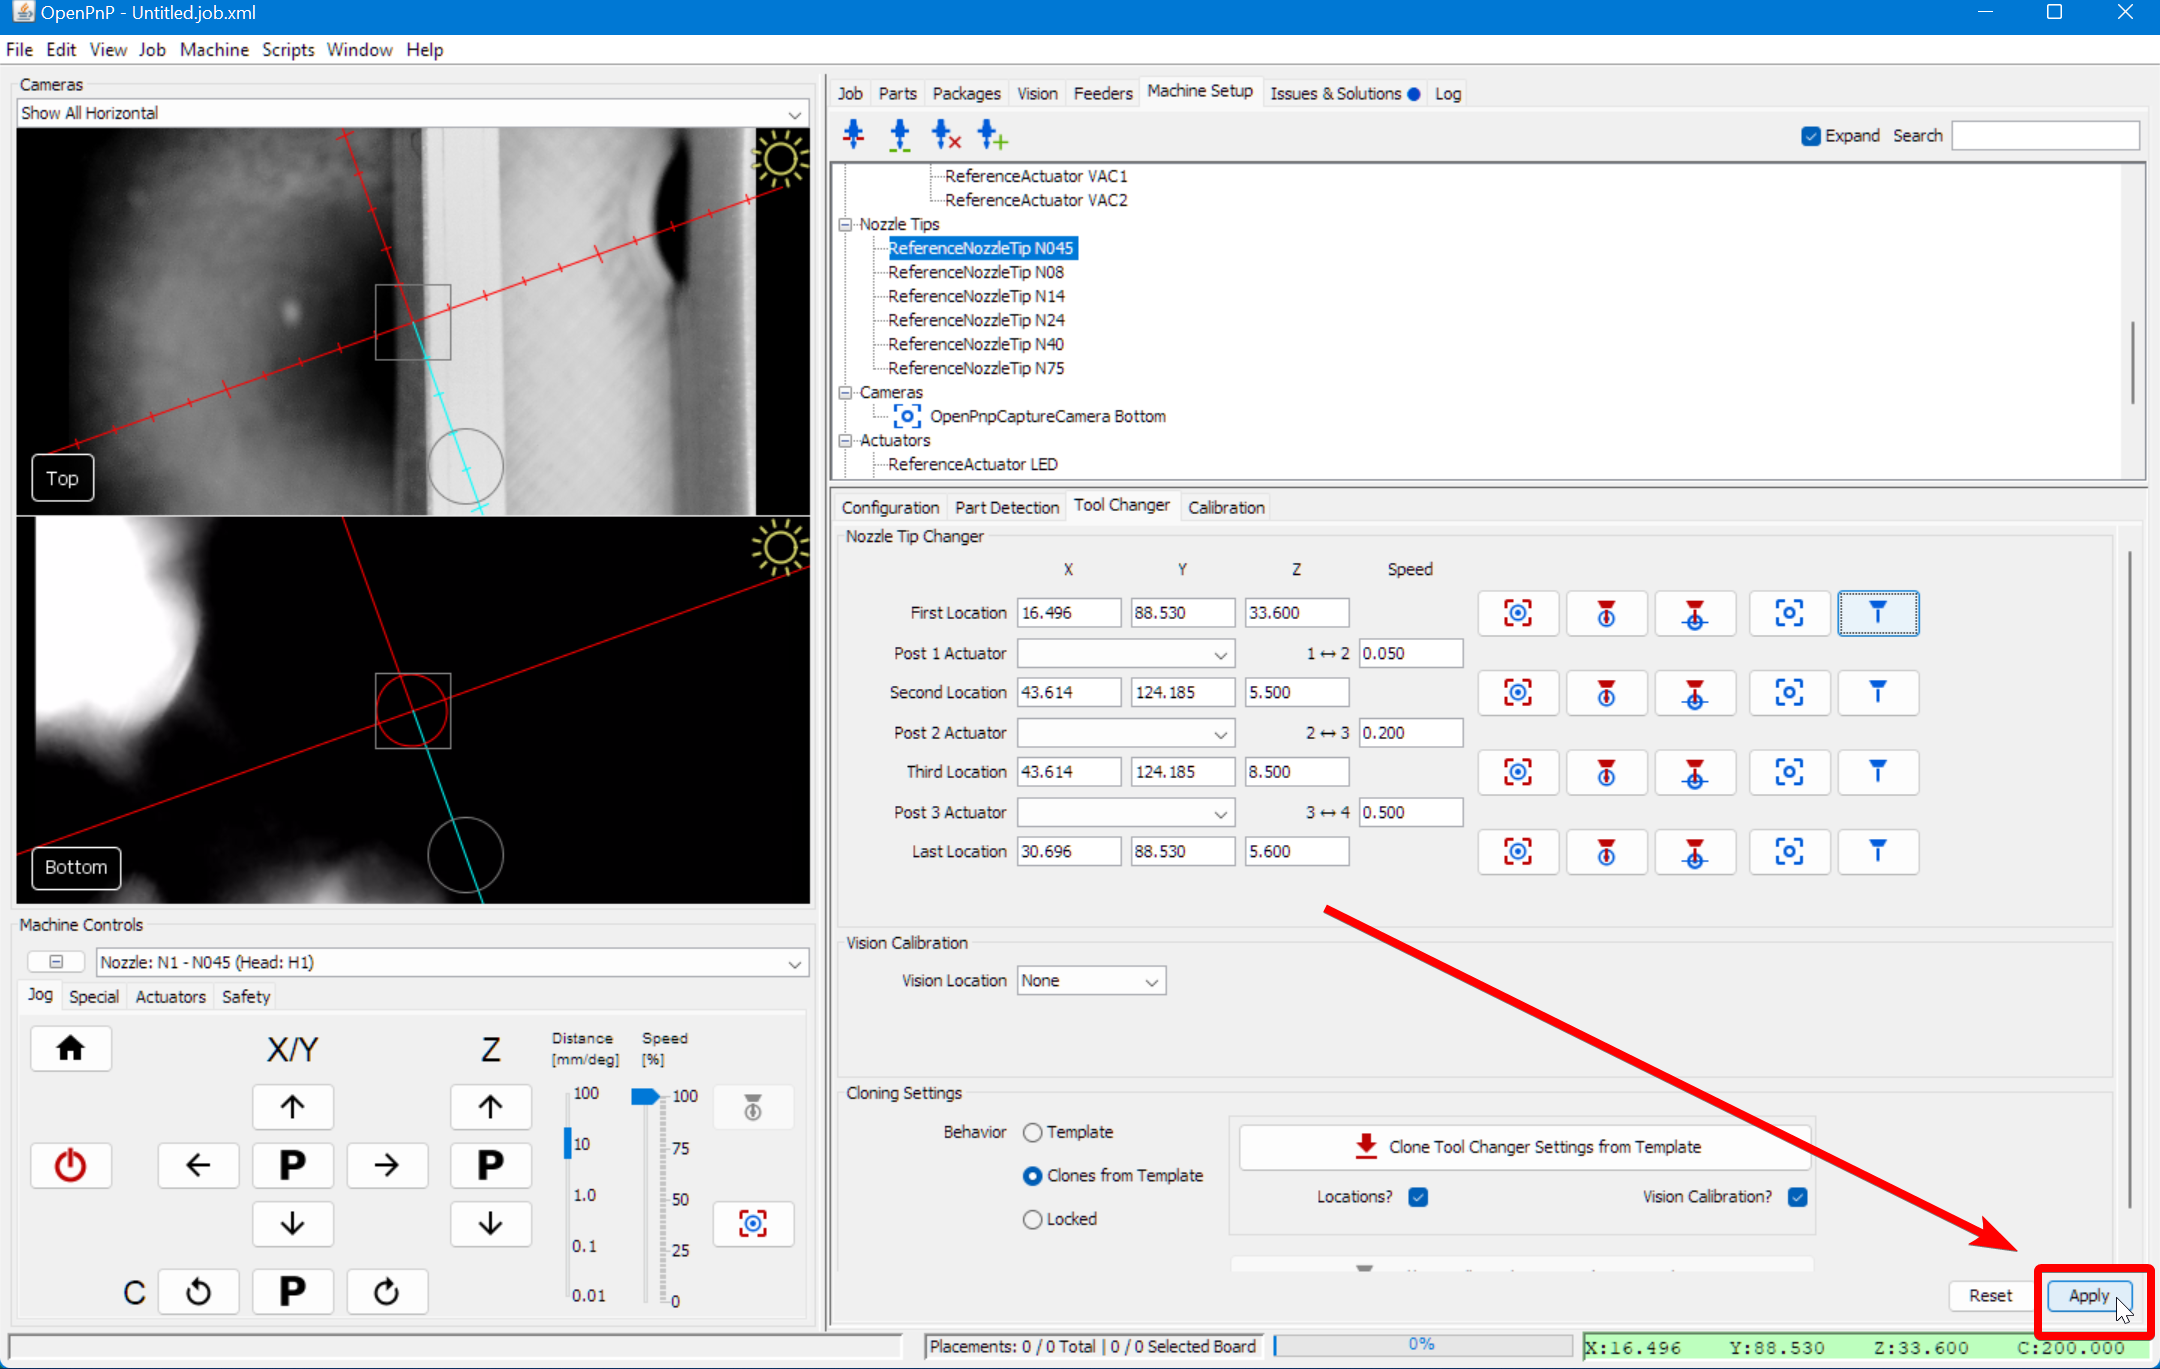 OpenPnP - Untitled.job.xml
File Edit View Job Machine Scripts Window Help
Cameras
Show All Horizontal
Top
Bottom
Machine Controls
Nozzle: N1 - N045 (Head: H1)
Jog Special Actuators Safety
X/Y Z
Distance [mm/deg]
Speed [%]
100
10
1.0
0.1
0.01
100
75
50
25
0
P P
C P
Job Parts Packages Vision Feeders Machine Setup Issues & Solutions Log
Expand Search
ReferenceActuator VAC1
ReferenceActuator VAC2
Nozzle Tips
ReferenceNozzleTip N045
ReferenceNozzleTip N08
ReferenceNozzleTip N14
ReferenceNozzleTip N24
ReferenceNozzleTip N40
ReferenceNozzleTip N75
Cameras
OpenPnpCaptureCamera Bottom
Actuators
ReferenceActuator LED
Configuration Part Detection Tool Changer Calibration
Nozzle Tip Changer
X Y Z Speed
First Location 16.496 88.530 33.600
Post 1 Actuator 1 ↔ 2 0.050
Second Location 43.614 124.185 5.500
Post 2 Actuator 2 ↔ 3 0.200
Third Location 43.614 124.185 8.500
Post 3 Actuator 3 ↔ 4 0.500
Last Location 30.696 88.530 5.600
Vision Calibration
Vision Location None
Cloning Settings
Behavior Template
Clones from Template
Locked
Clone Tool Changer Settings from Template
Locations? Vision Calibration?
Reset Apply
Placements: 0 / 0 Total | 0 / 0 Selected Board 0% X:16.496 Y:88.530 Z:33.600 C:200.000